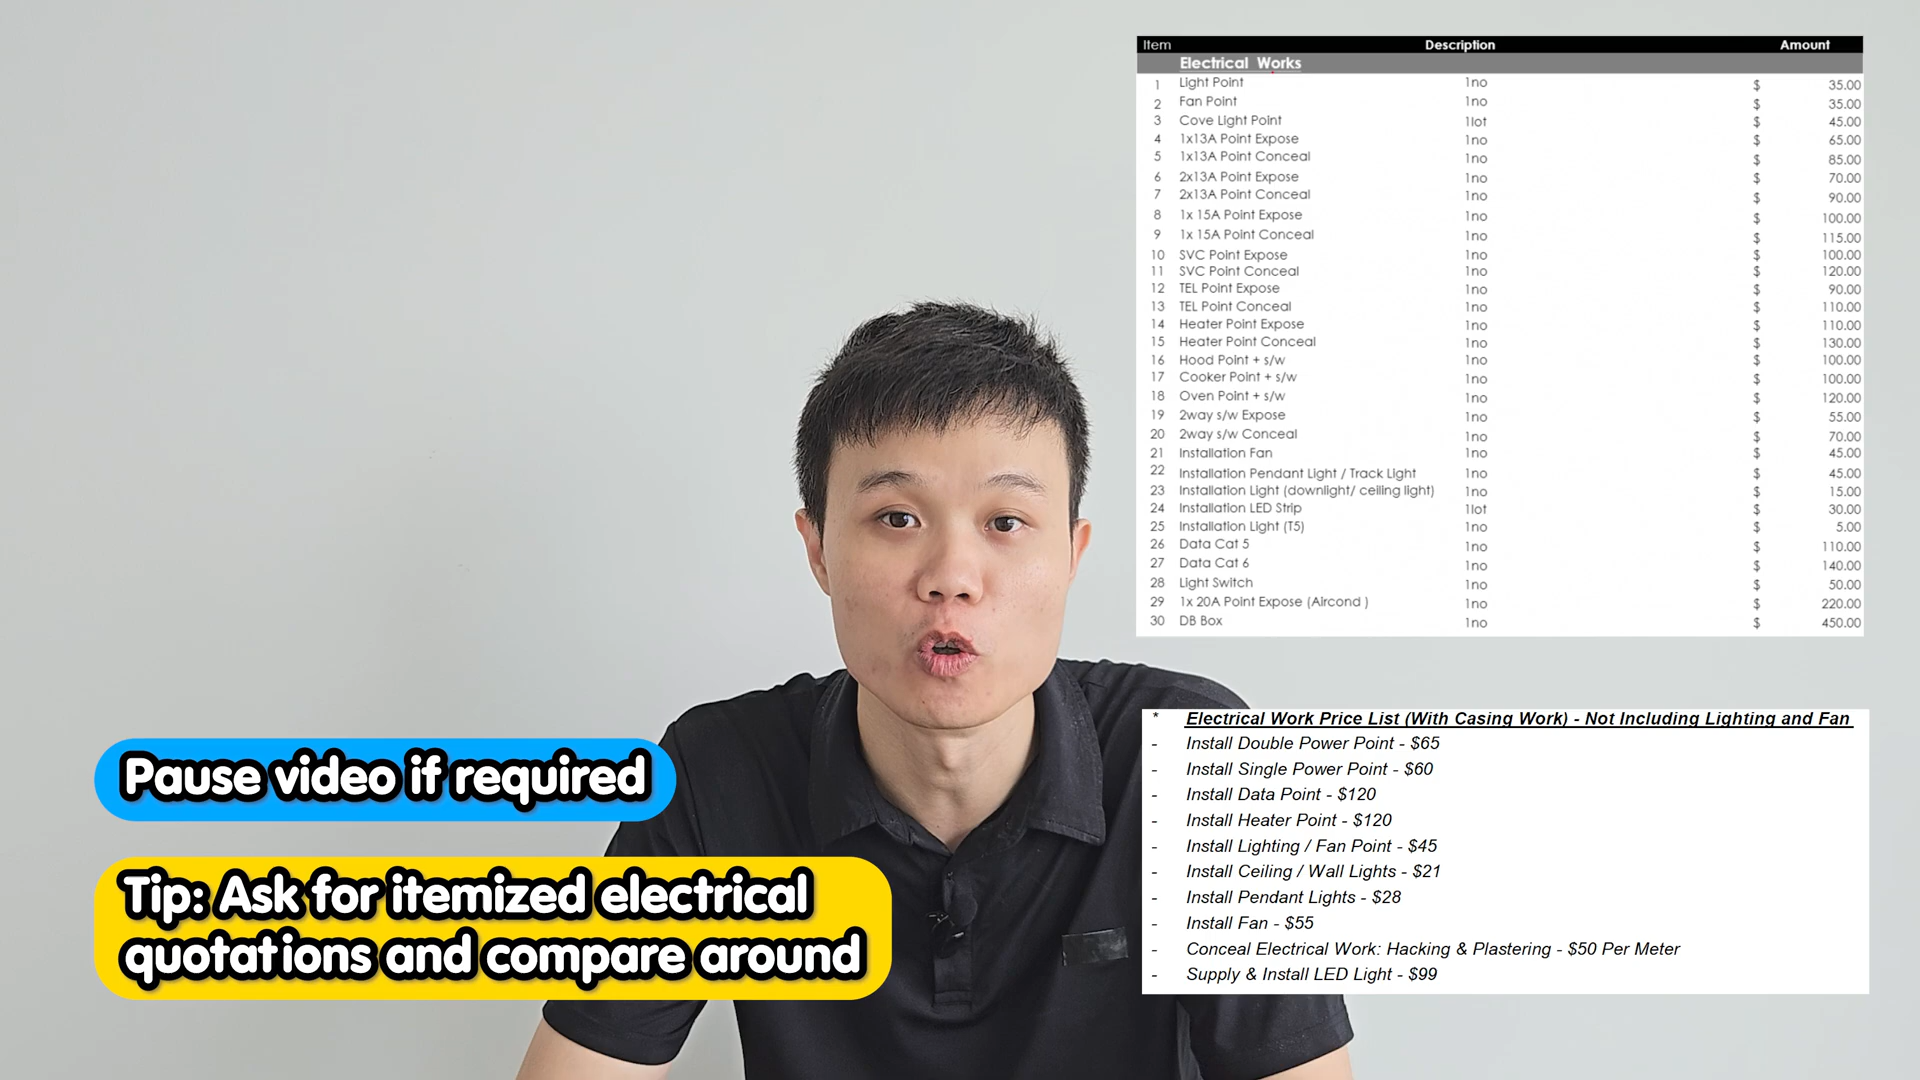 Item Description Amount
Electrical Works
1 Light Point 1no $ 35.00
2 Fan Point 1no $ 35.00
3 Cove Light Point 1lot $ 45.00
4 1x13A Point Expose 1no $ 65.00
5 1x13A Point Conceal 1no $ 85.00
6 2x13A Point Expose 1no $ 70.00
7 2x13A Point Conceal 1no $ 90.00
8 1x 15A Point Expose 1no $ 100.00
9 1x 15A Point Conceal 1no $ 115.00
10 SVC Point Expose 1no $ 100.00
11 SVC Point Conceal 1no $ 120.00
12 TEL Point Expose 1no $ 90.00
13 TEL Point Conceal 1no $ 110.00
14 Heater Point Expose 1no $ 110.00
15 Heater Point Conceal 1no $ 130.00
16 Hood Point + s/w 1no $ 100.00
17 Cooker Point + s/w 1no $ 100.00
18 Oven Point + s/w 1no $ 120.00
19 2way s/w Expose 1no $ 55.00
20 2way s/w Conceal 1no $ 70.00
21 Installation Fan 1no $ 45.00
22 Installation Pendant Light / Track Light 1no $ 45.00
23 Installation Light (downlight/ ceiling light) 1no $ 15.00
24 Installation LED Strip 1lot $ 30.00
25 Installation Light (T5) 1no $ 5.00
26 Data Cat 5 1no $ 110.00
27 Data Cat 6 1no $ 140.00
28 Light Switch 1no $ 50.00
29 1x 20A Point Expose (Aircond ) 1no $ 220.00
30 DB Box 1no $ 450.00
* Electrical Work Price List (With Casing Work) - Not Including Lighting and Fan
- Install Double Power Point - $65
- Install Single Power Point - $60
- Install Data Point - $120
- Install Heater Point - $120
- Install Lighting / Fan Point - $45
- Install Ceiling / Wall Lights - $21
- Install Pendant Lights - $28
- Install Fan - $55
- Conceal Electrical Work: Hacking & Plastering - $50 Per Meter
- Supply & Install LED Light - $99
Pause video if required
Tip: Ask for itemized electrical
quotations and compare around